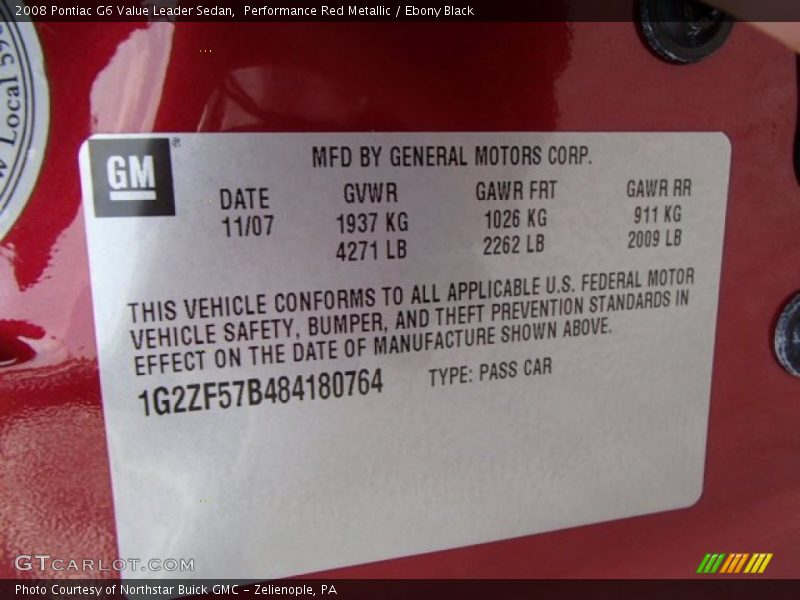 2008 Pontiac G6 Value Leader Sedan,  Performance Red Metallic / Ebony Black
Local 59
GM
®
MFD BY GENERAL MOTORS CORP.
DATE GVWR GAWR FRT GAWR RR
11/07 1937 KG 1026 KG 911 KG
4271 LB 2262 LB 2009 LB
THIS VEHICLE CONFORMS TO ALL APPLICABLE U.S. FEDERAL MOTOR
VEHICLE SAFETY, BUMPER, AND THEFT PREVENTION STANDARDS IN
EFFECT ON THE DATE OF MANUFACTURE SHOWN ABOVE.
1G2ZF57B484180764 TYPE: PASS CAR
GTCARLOT.COM
Photo Courtesy of Northstar Buick GMC – Zelienople, PA